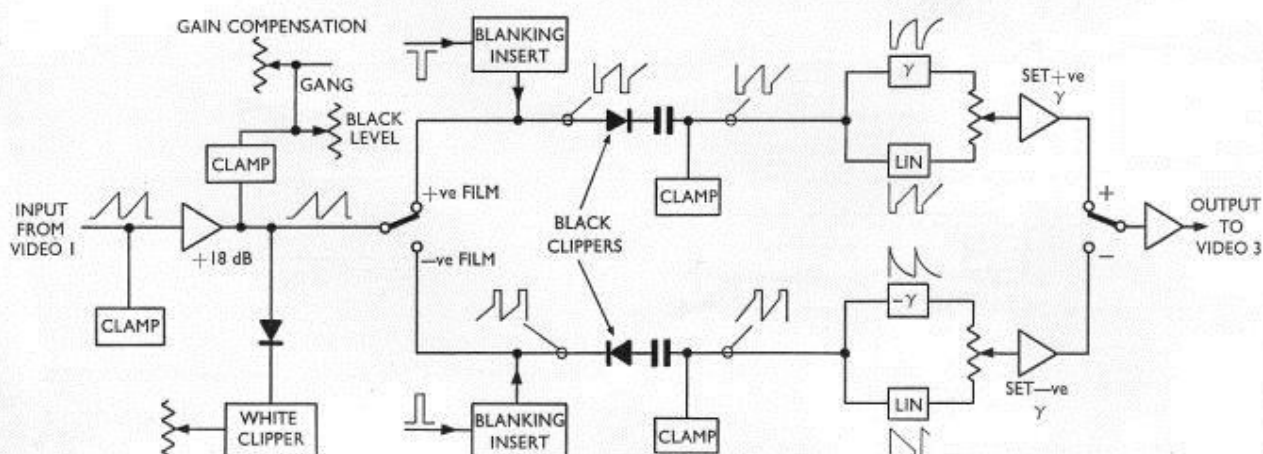 GAIN COMPENSATION
GANG
BLACK
LEVEL
CLAMP
INPUT
FROM
VIDEO 1
+18 dB
CLAMP
WHITE
CLIPPER
+ve FILM
—ve FILM
BLANKING
INSERT
BLACK
CLIPPERS
BLANKING
INSERT
CLAMP
CLAMP
γ
LIN
SET+ve
γ
—γ
LIN
SET—ve
γ
+
—
OUTPUT
TO
VIDEO 3